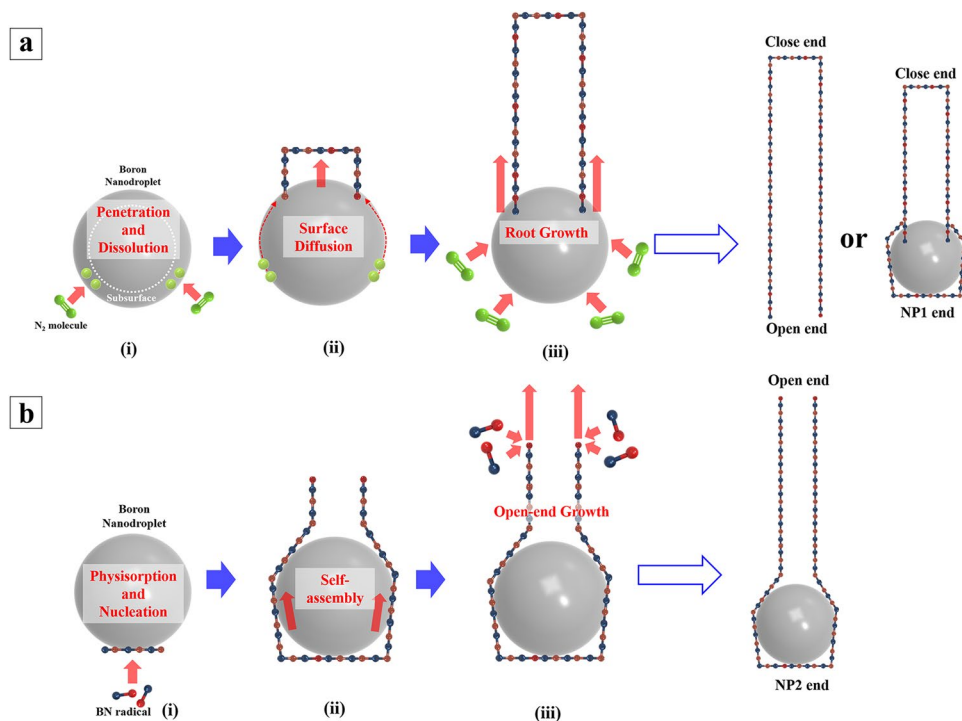 a
Boron
Nanodroplet
Penetration
and
Dissolution
Subsurface
N₂ molecule
(i)
Surface
Diffusion
(ii)
Root Growth
(iii)
Close end
Open end
or
Close end
NP1 end
b
Boron
Nanodroplet
Physisorption
and
Nucleation
BN radical
(i)
Self-
assembly
(ii)
Open-end Growth
(iii)
Open end
NP2 end